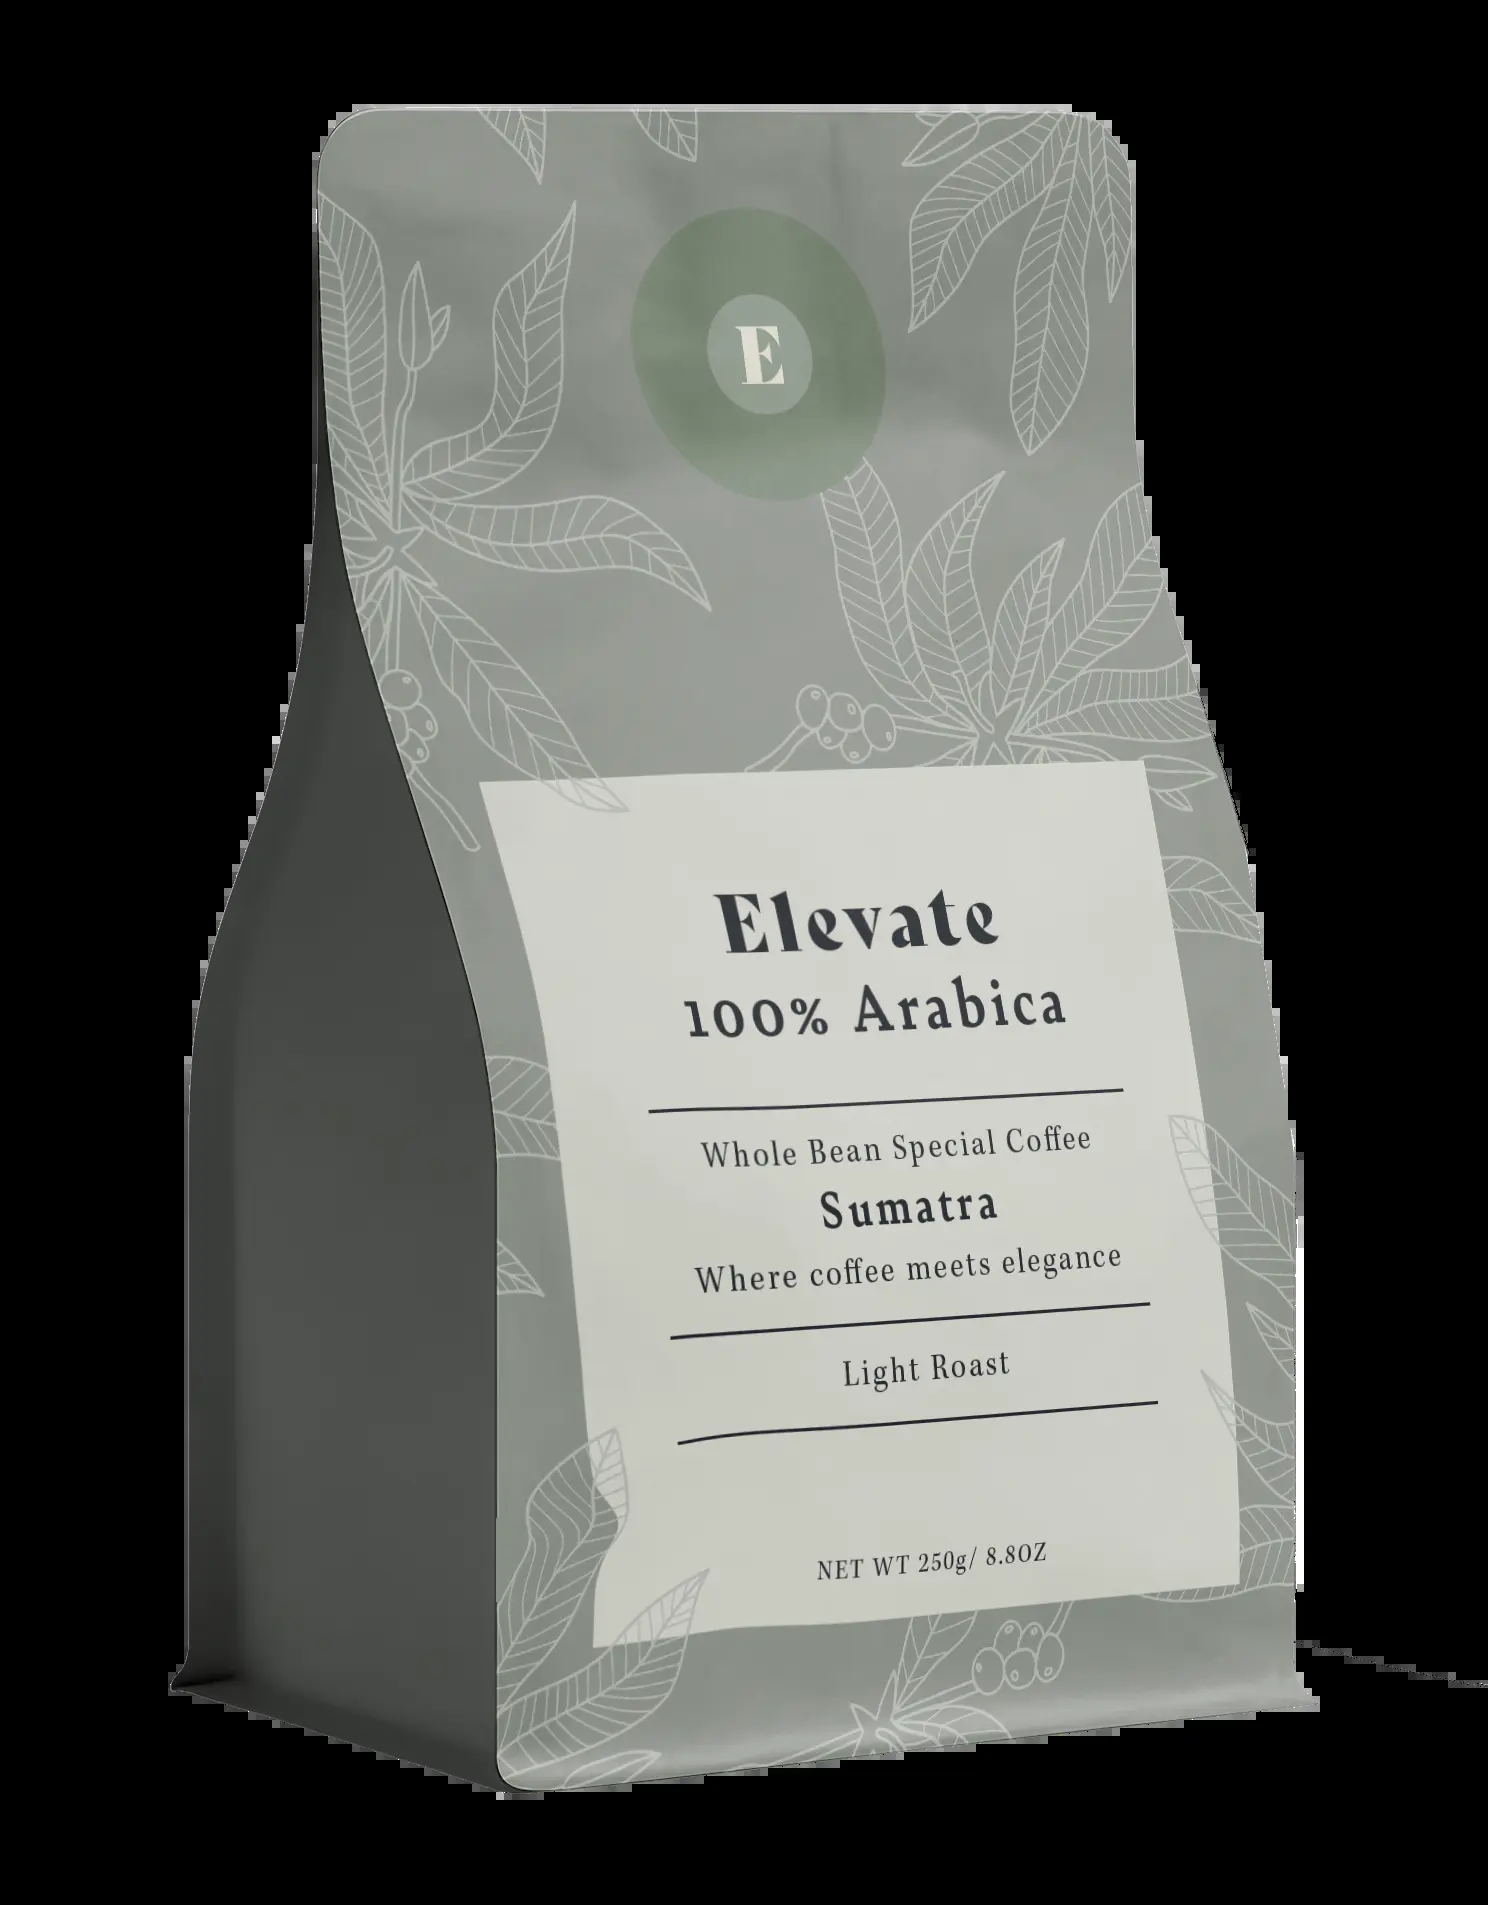 E
Elevate
100% Arabica
Whole Bean Special Coffee
Sumatra
Where coffee meets elegance
Light Roast
NET WT 250g/ 8.8OZ